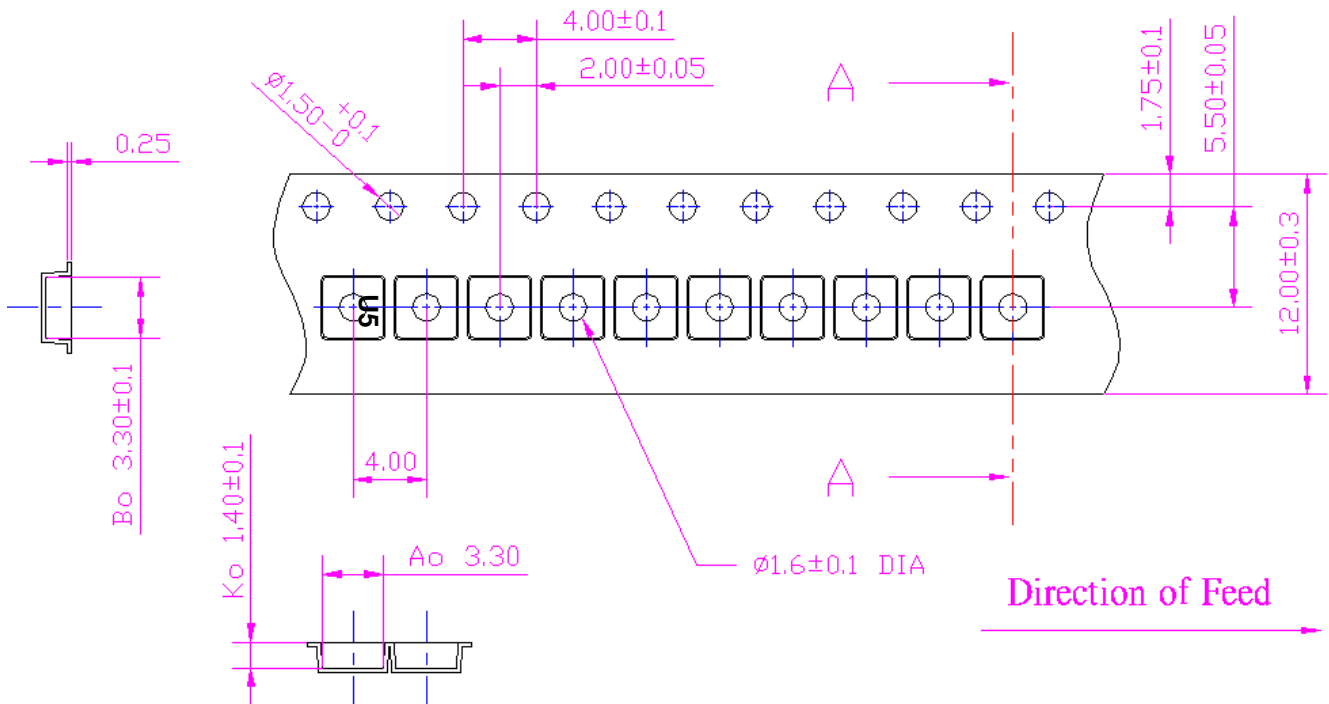 4.00±0.1
2.00±0.05
Ø1.50 +0.1 -0
0.25
A
1.75±0.1
5.50±0.05
12.00±0.3
U5
Bo 3.30±0.1
4.00
Ko 1.40±0.1
Ao 3.30
Ø1.6±0.1 DIA
A
Direction of Feed